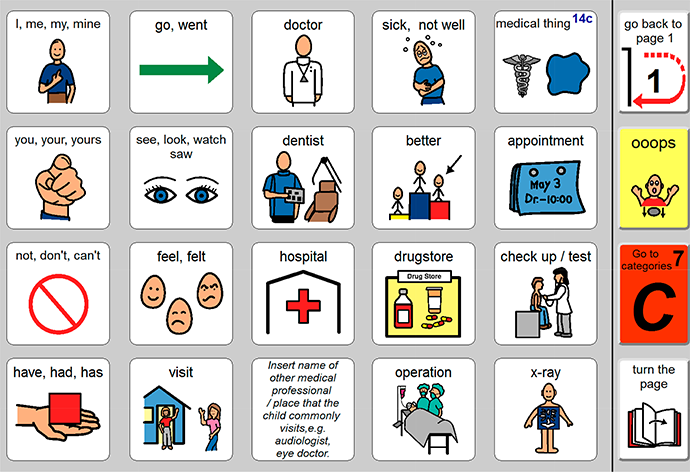 I, me, my, mine
go, went
doctor
sick,  not well
medical thing 14c
go back to
page 1
1
you, your, yours
see, look, watch
saw
dentist
better
appointment
May 3
Dr.-10:00
ooops
not, don't, can't
feel, felt
hospital
drugstore
Drug Store
check up / test
Go to
categories 7
C
have, had, has
visit
Insert name of
other medical
professional
/ place that the
child commonly
visits,e.g.
audiologist,
eye doctor.
operation
x-ray
turn the
page